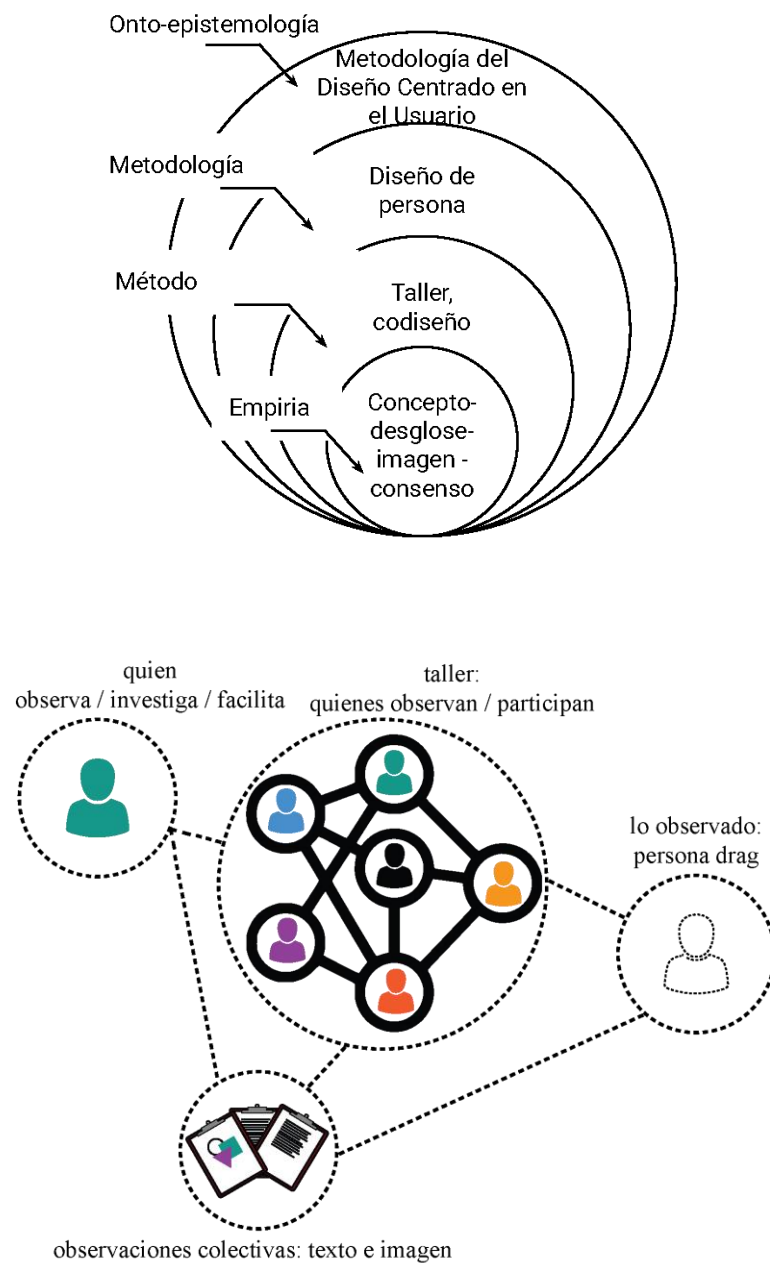 Onto-epistemología
Metodología del
Diseño Centrado en
el Usuario
Metodología
Diseño de
persona
Método
Taller,
codiseño
Empiria
Concepto-
desglose-
imagen -
consenso
quien
observa / investiga / facilita
taller:
quienes observan / participan
lo observado:
persona drag
observaciones colectivas: texto e imagen